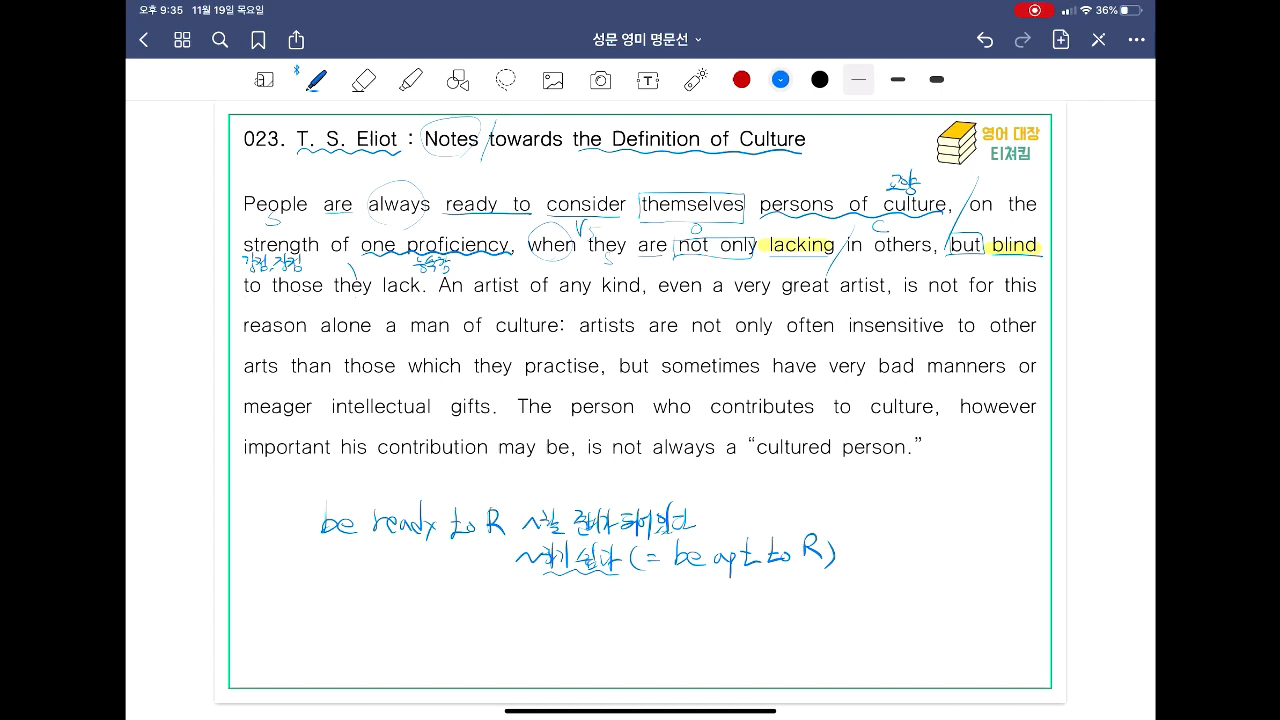 오후 9:35 11월 19일 목요일
36%
성문 영미 명문선
023. T. S. Eliot : Notes towards the Definition of Culture
영어 대장
티쳐킴
교양
People are always ready to consider themselves persons of culture, on the
S V S O C
strength of one proficiency, when they are not only lacking in others, but blind
강점, 장점 능숙함 S
to those they lack. An artist of any kind, even a very great artist, is not for this
reason alone a man of culture: artists are not only often insensitive to other
arts than those which they practise, but sometimes have very bad manners or
meager intellectual gifts. The person who contributes to culture, however
important his contribution may be, is not always a “cultured person.”
be ready to R ~할 준비가 되어있다
~하기 쉽다 (= be apt to R)